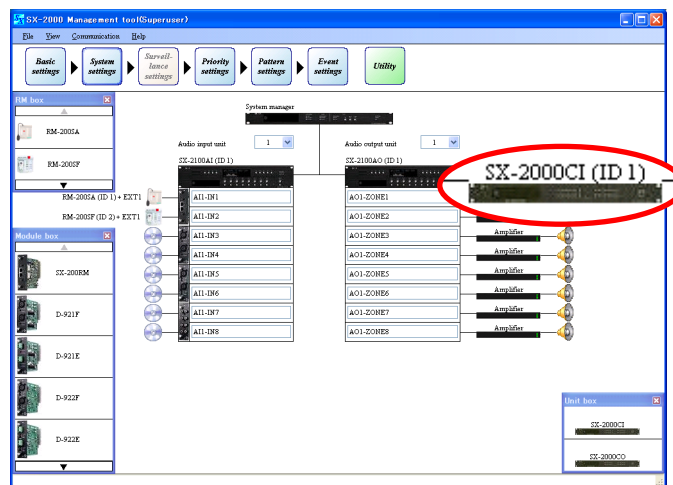 SX-2000 Management tool(Superuser)
File View Communication Help
Basic settings
System settings
Surveil-lance settings
Priority settings
Pattern settings
Event settings
Utility
RM box
RM-200SA
RM-200SF
System manager
Audio input unit 1
Audio output unit 1
SX-2100AI (ID 1)
SX-2100AO (ID 1)
SX-2000CI (ID 1)
RM-200SA (ID 1) + EXT1
AI1-IN1
AO1-ZONE1
RM-200SF (ID 2) + EXT1
AI1-IN2
AO1-ZONE2
AI1-IN3
AO1-ZONE3
Amplifier
AI1-IN4
AO1-ZONE4
Amplifier
AI1-IN5
AO1-ZONE5
Amplifier
AI1-IN6
AO1-ZONE6
Amplifier
AI1-IN7
AO1-ZONE7
Amplifier
AI1-IN8
AO1-ZONE8
Amplifier
Module box
SX-200RM
D-921F
D-921E
D-922F
D-922E
Unit box
SX-2000CI
SX-2000CO